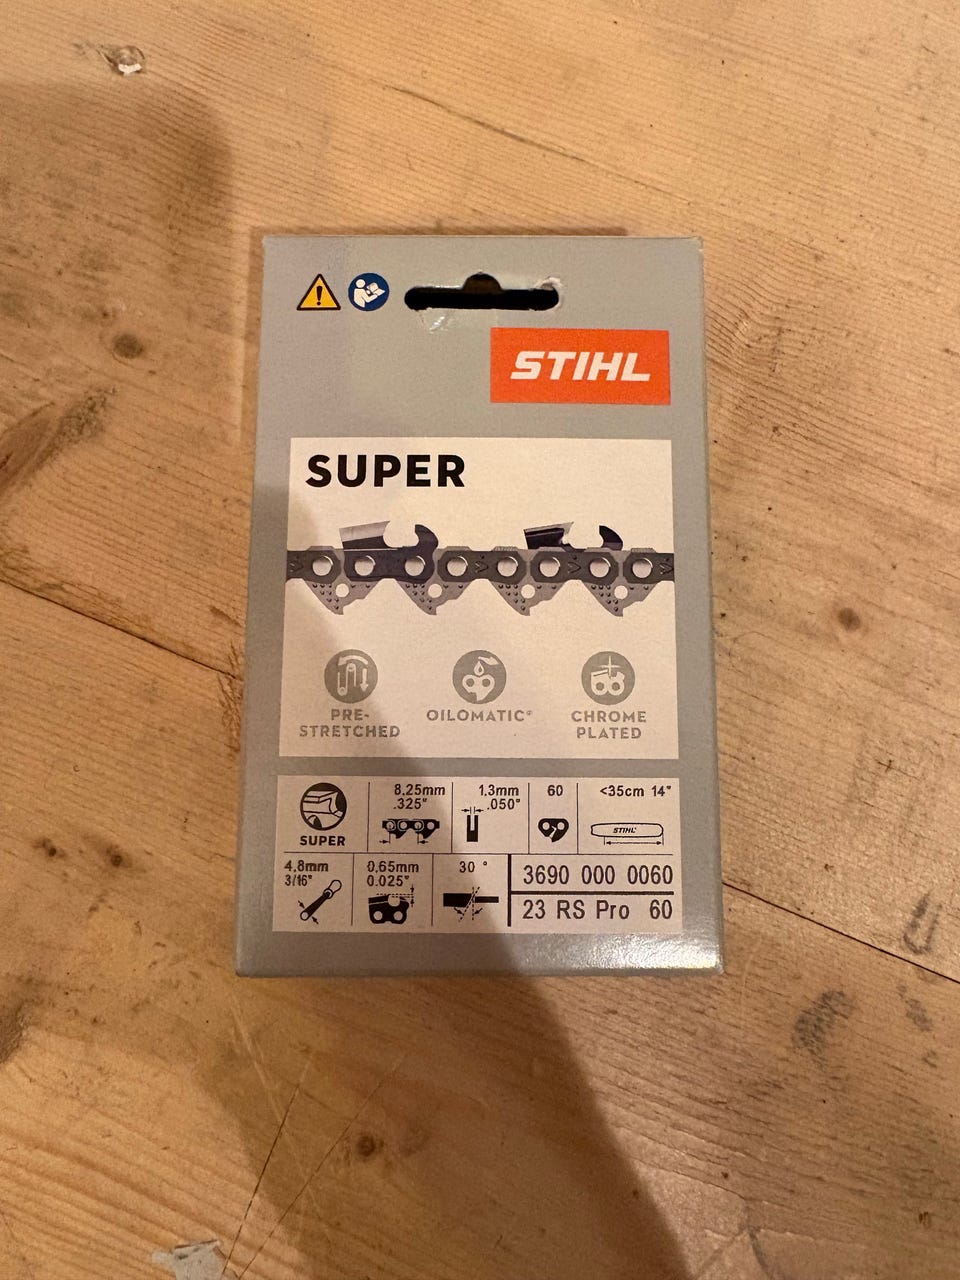 STIHL
SUPER
PRE-
STRETCHED
OILOMATIC®
CHROME
PLATED
SUPER
8,25mm
.325"
1,3mm
.050"
60
<35cm 14"
STIHL®
4,8mm
3/16"
0,65mm
0.025"
30 °
3690 000 0060
23 RS Pro 60